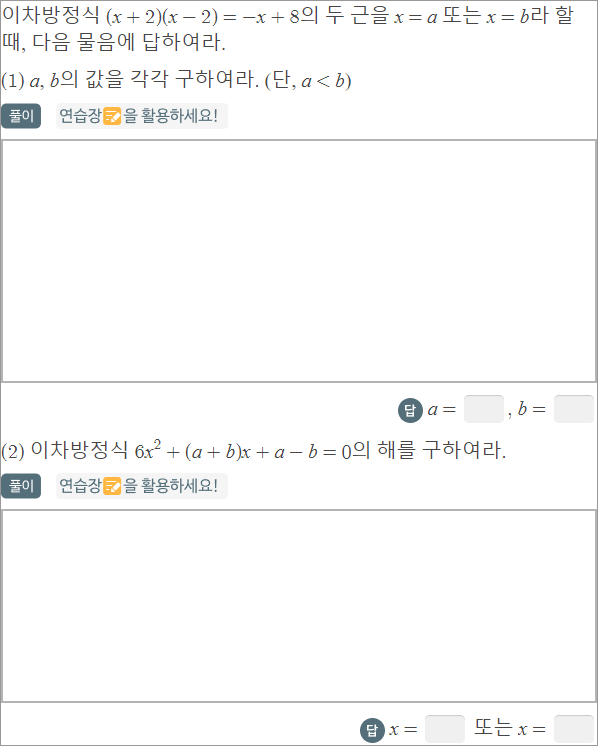 이차방정식 (x + 2)(x − 2) = −x + 8의 두 근을 x = a 또는 x = b라 할
때, 다음 물음에 답하여라.
(1) a, b의 값을 각각 구하여라. (단, a < b)
풀이 연습장을 활용하세요!
답 a = , b =
(2) 이차방정식 6x² + (a + b)x + a − b = 0의 해를 구하여라.
풀이 연습장을 활용하세요!
답 x = 또는 x =